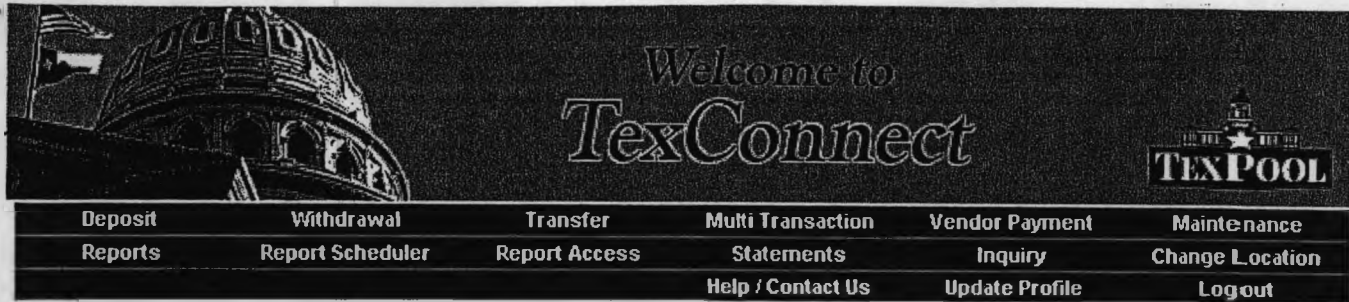 Welcome to
TexConnect
TEXPOOL
Deposit Withdrawal Transfer Multi Transaction Vendor Payment Maintenance
Reports Report Scheduler Report Access Statements Inquiry Change Location
Help / Contact Us Update Profile Logout